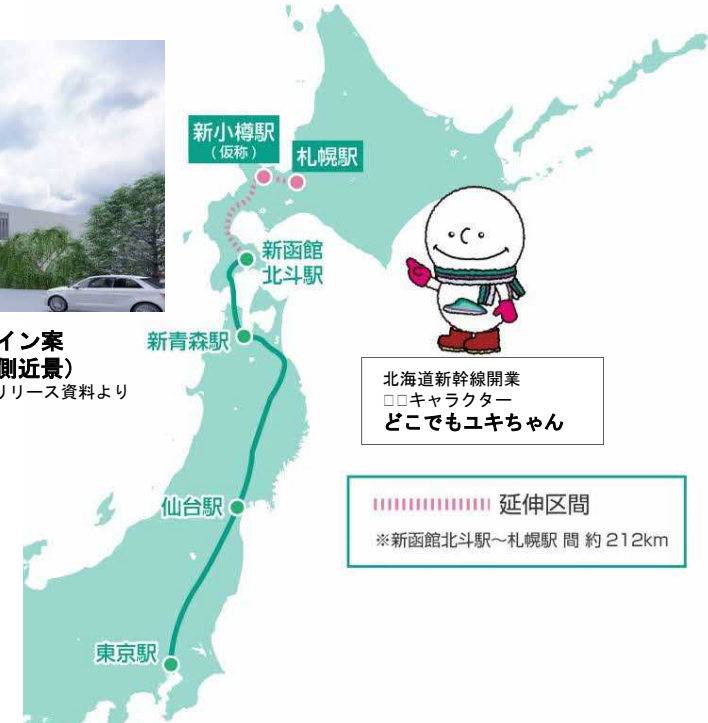 新小樽駅
(仮称)
札幌駅
新函館
北斗駅
新青森駅
イン案
側近景)
リリース資料より
北海道新幹線開業
□□キャラクター
どこでもユキちゃん
仙台駅
延伸区間
※新函館北斗駅~札幌駅 間 約212km
東京駅